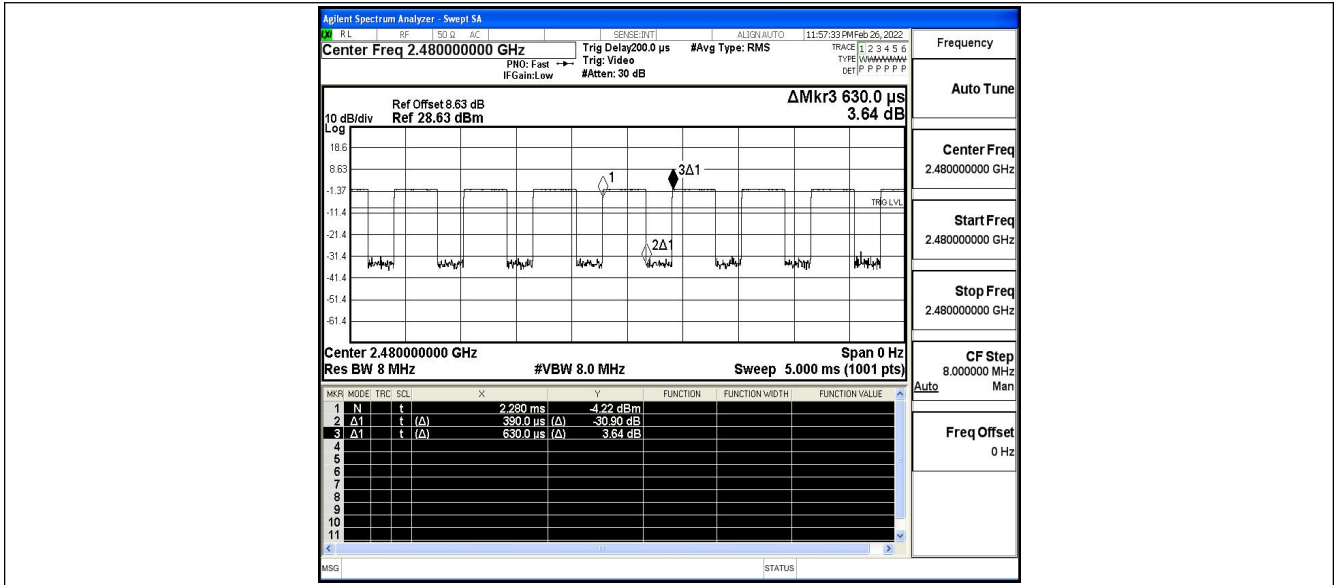 Agilent Spectrum Analyzer - Swept SA
LXI RL RF 50 Ω AC SENSE:INT ALIGN AUTO 11:57:33 PM Feb 26, 2022
Center Freq 2.480000000 GHz Trig Delay200.0 µs #Avg Type: RMS TRACE 1 2 3 4 5 6
PNO: Fast Trig: Video TYPE WWWWWW
IFGain:Low #Atten: 30 dB DET P P P P P P
Frequency
Auto Tune
Center Freq
2.480000000 GHz
Start Freq
2.480000000 GHz
Stop Freq
2.480000000 GHz
CF Step
8.000000 MHz
Auto Man
Freq Offset
0 Hz
ΔMkr3 630.0 µs
3.64 dB
Ref Offset 8.63 dB
10 dB/div Ref 28.63 dBm
Log
18.6
8.63
-1.37
-11.4
-21.4
-31.4
-41.4
-51.4
-61.4
1
3Δ1
2Δ1
TRIG LVL
Center 2.480000000 GHz Span 0 Hz
Res BW 8 MHz #VBW 8.0 MHz Sweep 5.000 ms (1001 pts)
MKR MODE TRC SCL X Y FUNCTION FUNCTION WIDTH FUNCTION VALUE
1 N t 2.280 ms -4.22 dBm
2 Δ1 t (Δ) 390.0 µs (Δ) -30.90 dB
3 Δ1 t (Δ) 630.0 µs (Δ) 3.64 dB
4
5
6
7
8
9
10
11
MSG STATUS